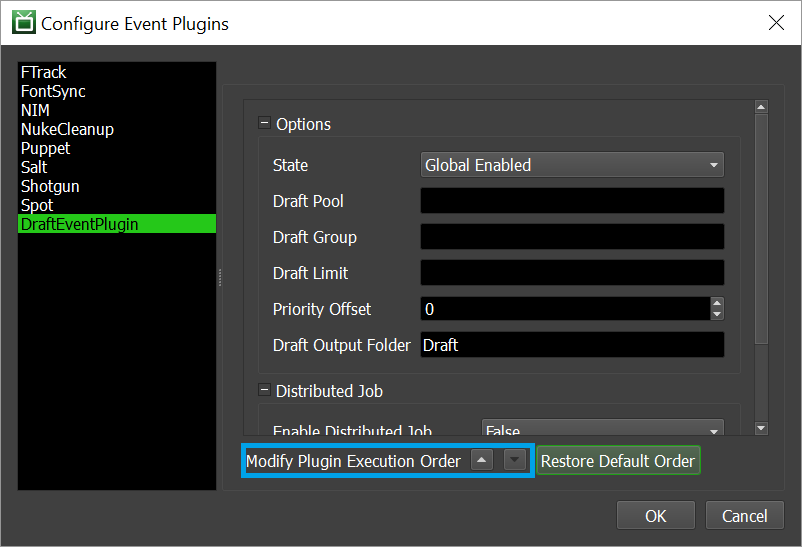 Configure Event Plugins
FTrack
FontSync
NIM
NukeCleanup
Puppet
Salt
Shotgun
Spot
DraftEventPlugin
Options
State Global Enabled
Draft Pool
Draft Group
Draft Limit
Priority Offset 0
Draft Output Folder Draft
Distributed Job
Enable Distributed Job False
Modify Plugin Execution Order Restore Default Order
OK Cancel